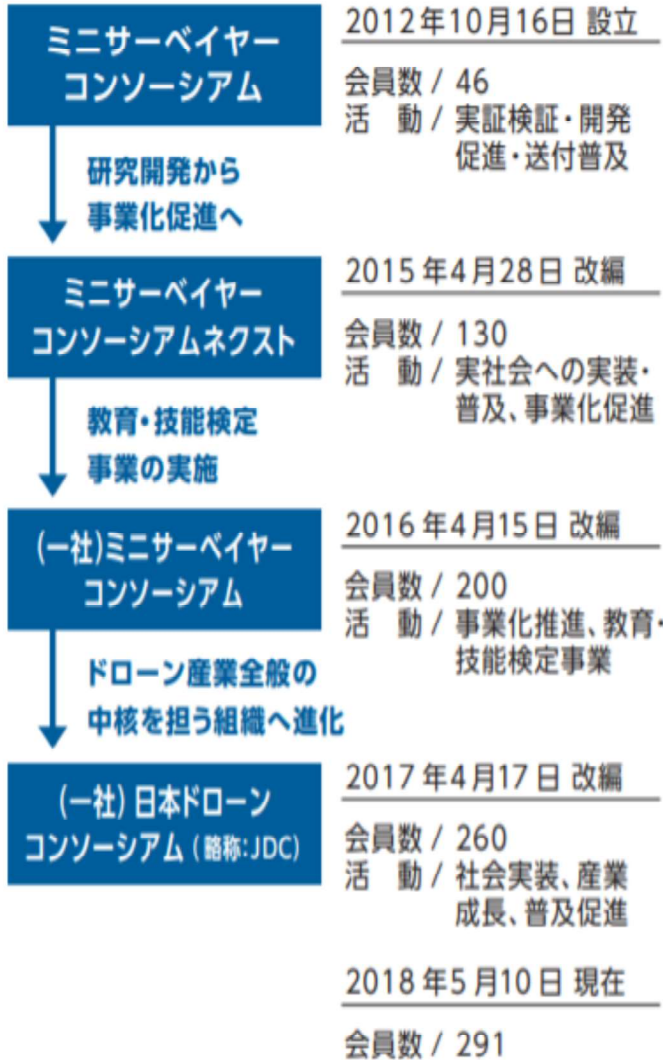 ミニサーベイヤー
コンソーシアム
2012年10月16日 設立
会員数 / 46
活　動 / 実証検証・開発
促進・送付普及
研究開発から
事業化促進へ
ミニサーベイヤー
コンソーシアムネクスト
2015年4月28日 改編
会員数 / 130
活　動 / 実社会への実装・
普及、事業化促進
教育・技能検定
事業の実施
(一社)ミニサーベイヤー
コンソーシアム
2016年4月15日 改編
会員数 / 200
活　動 / 事業化推進、教育・
技能検定事業
ドローン産業全般の
中核を担う組織へ進化
(一社)日本ドローン
コンソーシアム(略称:JDC)
2017年4月17日 改編
会員数 / 260
活　動 / 社会実装、産業
成長、普及促進
2018年5月10日 現在
会員数 / 291